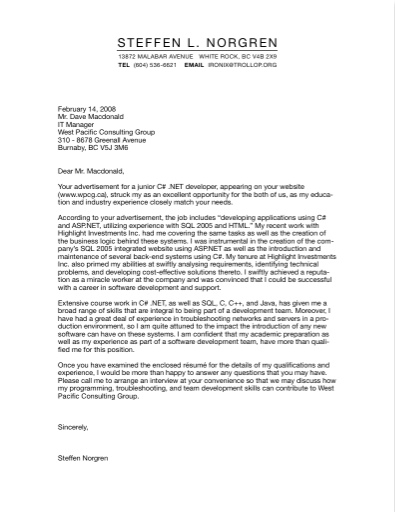 STEFFEN L. NORGREN
13872 MALABAR AVENUE WHITE ROCK, BC V4B 2X9
TEL (604) 536-6621 EMAIL IRONIX@TROLLOP.ORG
February 14, 2008
Mr. Dave Macdonald
IT Manager
West Pacific Consulting Group
310 - 8678 Greenall Avenue
Burnaby, BC V5J 3M6
Dear Mr. Macdonald,
Your advertisement for a junior C# .NET developer, appearing on your website
(www.wpcg.ca), struck my as an excellent opportunity for the both of us, as my educa-
tion and industry experience closely match your needs.
According to your advertisement, the job includes “developing applications using C#
and ASP.NET, utilizing experience with SQL 2005 and HTML.” My recent work with
Highlight Investments Inc. had me covering the same tasks as well as the creation of
the business logic behind these systems. I was instrumental in the creation of the com-
pany's SQL 2005 integrated website using ASP.NET as well as the introduction and
maintenance of several back-end systems using C#. My tenure at Highlight Investments
Inc. also primed my abilities at swiftly analysing requirements, identifying technical
problems, and developing cost-effective solutions thereto. I swiftly achieved a reputa-
tion as a miracle worker at the company and was convinced that I could be successful
with a career in software development and support.
Extensive course work in C# .NET, as well as SQL, C, C++, and Java, has given me a
broad range of skills that are integral to being part of a development team. Moreover, I
have had a great deal of experience in troubleshooting networks and servers in a pro-
duction environment, so I am quite attuned to the impact the introduction of any new
software can have on these systems. I am confident that my academic preparation as
well as my experience as part of a software development team, have more than quali-
fied me for this position.
Once you have examined the enclosed résumé for the details of my qualifications and
experience, I would be more than happy to answer any questions that you may have.
Please call me to arrange an interview at your convenience so that we may discuss how
my programming, troubleshooting, and team development skills can contribute to West
Pacific Consulting Group.
Sincerely,
Steffen Norgren